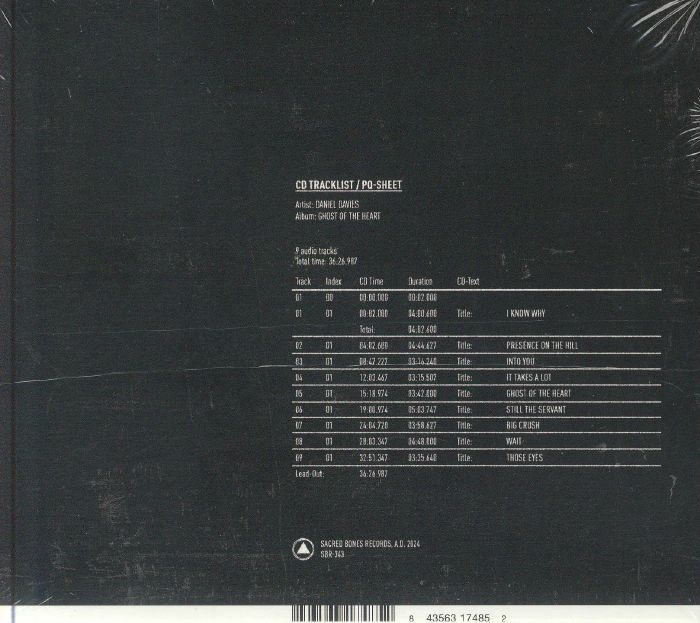 CD TRACKLIST / PQ-SHEET
Artist: DANIEL DAVIES
Album: GHOST OF THE HEART
9 audio tracks
Total time: 36.26.987
Track Index CD Time Duration CD-Text
01 00 00:00.000 00:02.000
01 01 00:02.000 04:00.600 Title: I KNOW WHY
Total: 04:02.600
02 01 04:02.600 04:44.627 Title: PRESENCE ON THE HILL
03 01 08:47.227 03:16.240 Title: INTO YOU
04 01 12:03.467 03:15.507 Title: IT TAKES A LOT
05 01 15:18.974 03:42.000 Title: GHOST OF THE HEART
06 01 19:00.974 05:03.747 Title: STILL THE SERVANT
07 01 24:04.720 03:58.627 Title: BIG CRUSH
08 01 28:03.347 04:48.000 Title: WAIT
09 01 32:51.347 03:35.640 Title: THOSE EYES
Lead-Out: 36:26.987
SACRED BONES RECORDS, A.D. 2024
SBR-343
8 43563 17485 2